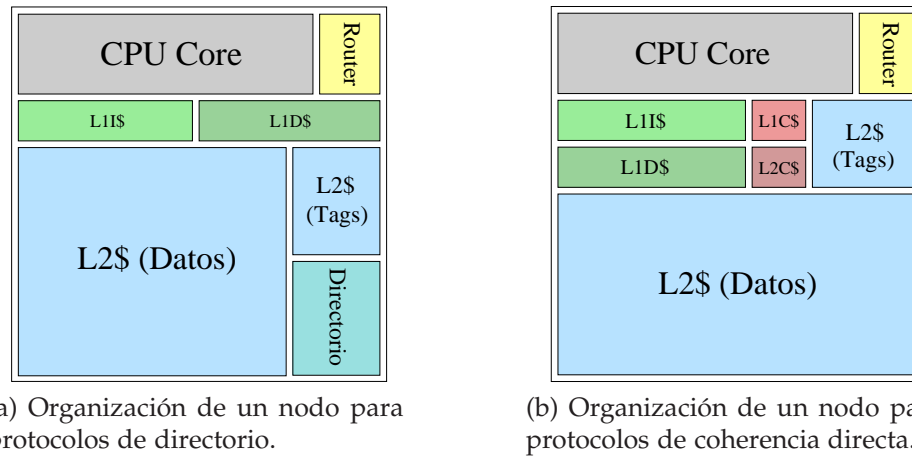 CPU Core
Router
L1I$
L1D$
L2$ (Datos)
L2$
(Tags)
Directorio
a) Organización de un nodo para
protocolos de directorio.
CPU Core
Router
L1I$
L1C$
L2$
(Tags)
L1D$
L2C$
L2$ (Datos)
(b) Organización de un nodo pa
protocolos de coherencia directa.